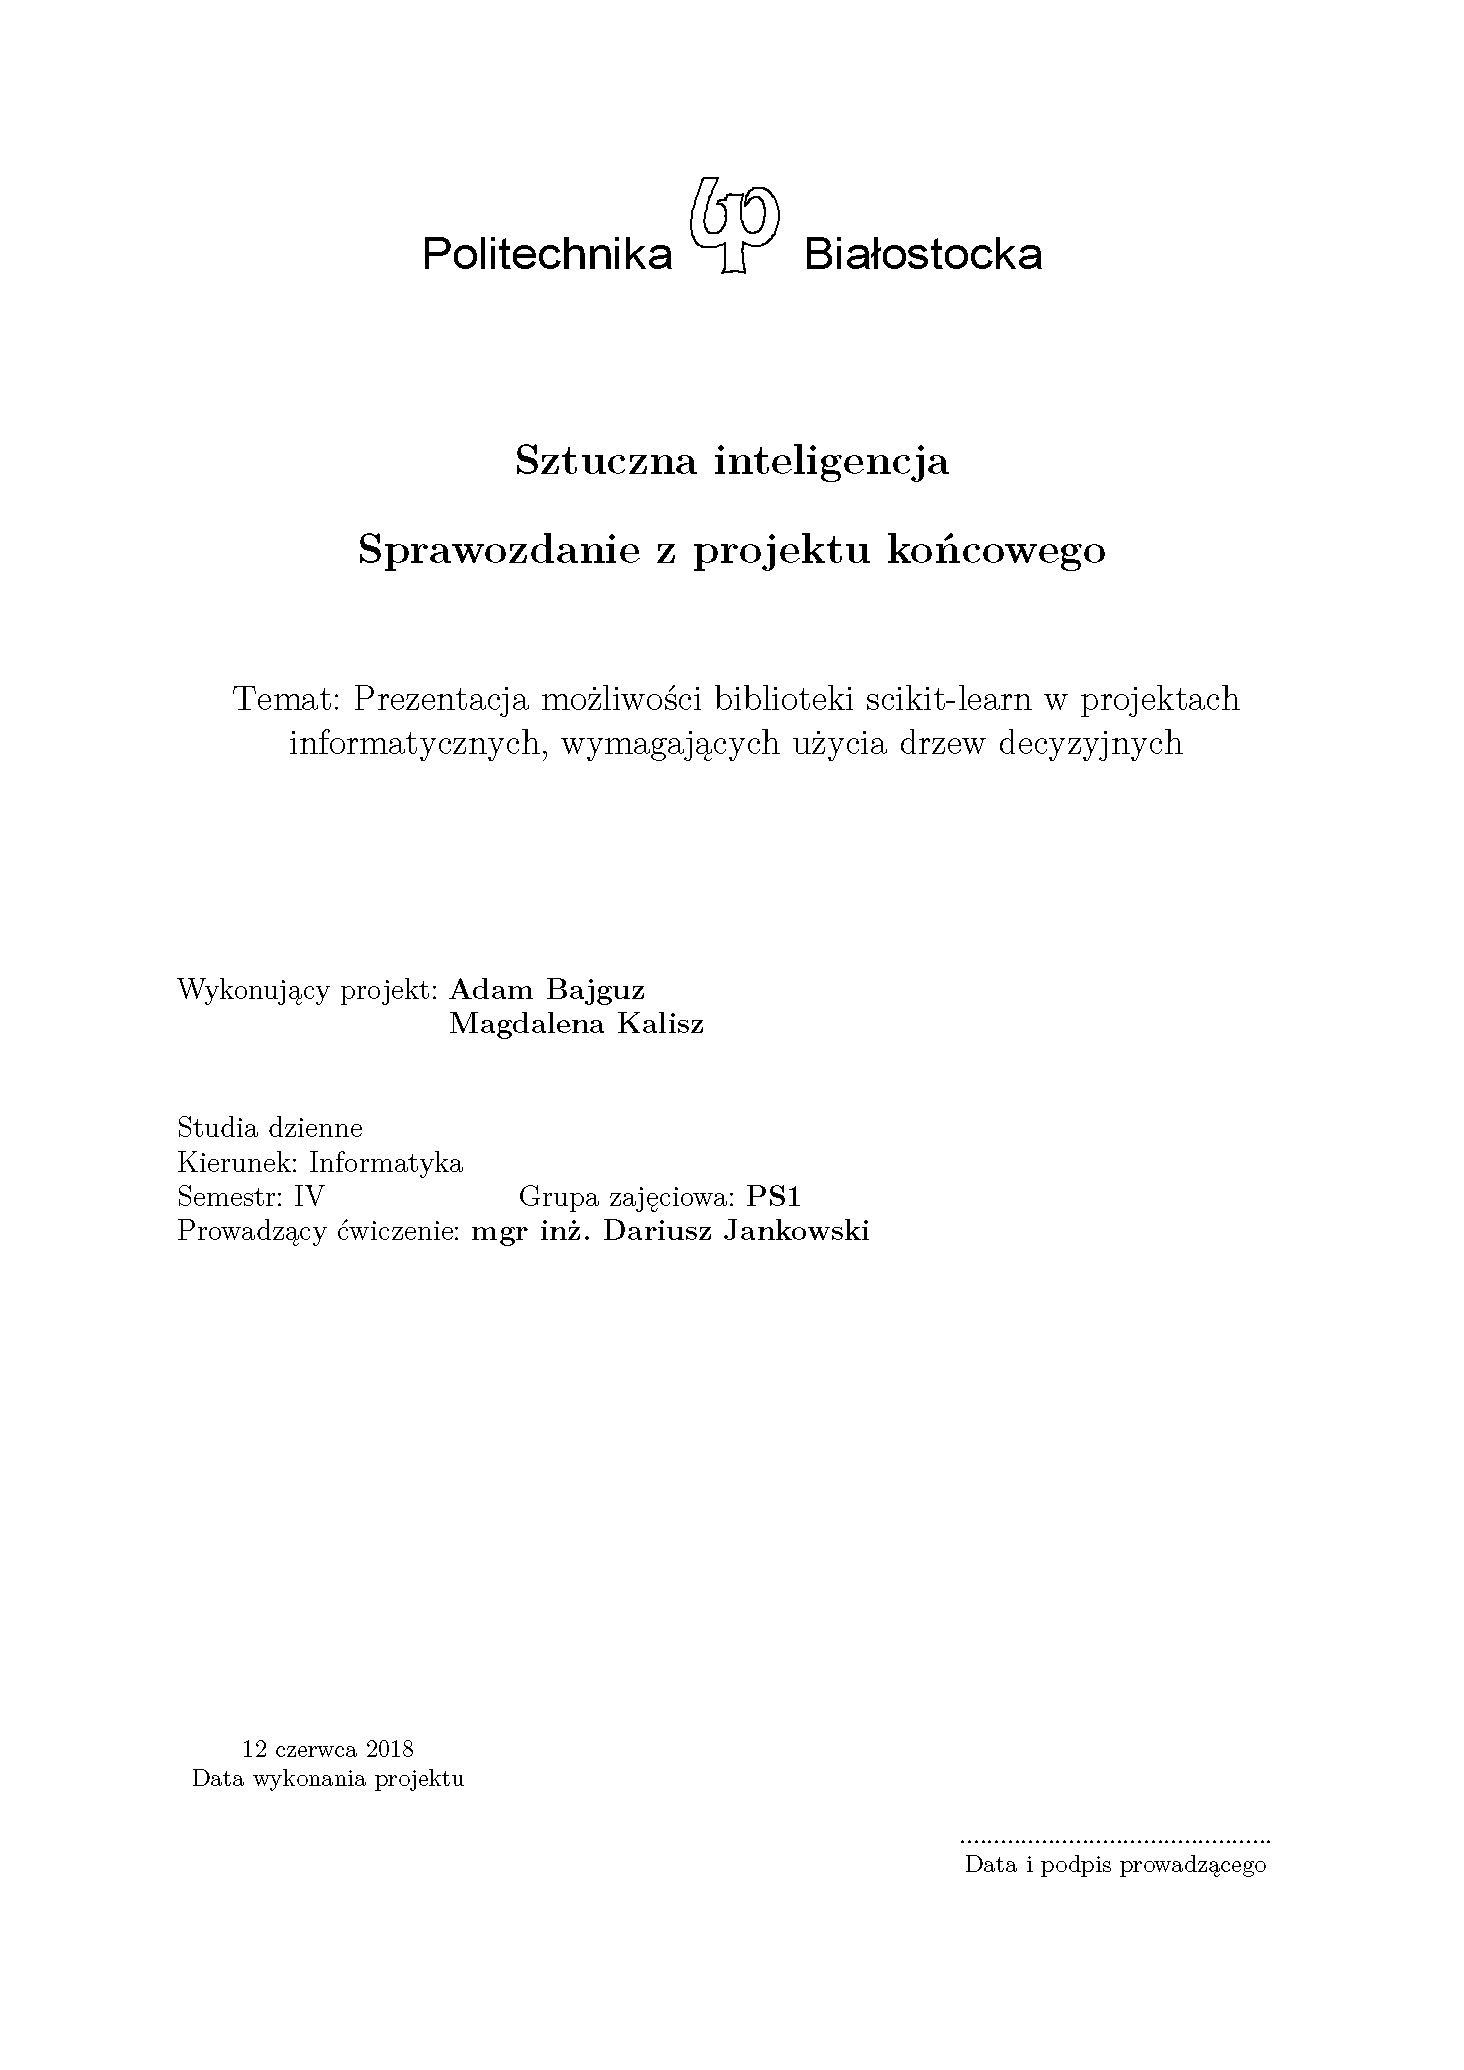 Politechnika Białostocka
Sztuczna inteligencja
Sprawozdanie z projektu końcowego
Temat: Prezentacja możliwości biblioteki scikit-learn w projektach
informatycznych, wymagających użycia drzew decyzyjnych
Wykonujący projekt: Adam Bajguz
Magdalena Kalisz
Studia dzienne
Kierunek: Informatyka
Semestr: IV Grupa zajęciowa: PS1
Prowadzący ćwiczenie: mgr inż. Dariusz Jankowski
12 czerwca 2018
Data wykonania projektu
..............................................
Data i podpis prowadzącego